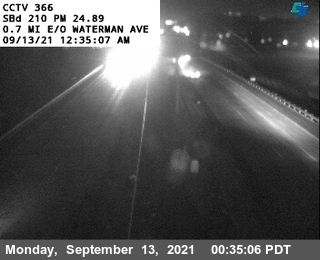 CCTV 366
SBd 210 PM 24.89
0.7 MI E/O WATERMAN AVE
09/13/21 12:35:07 AM
Monday, September 13, 2021 00:35:06 PDT